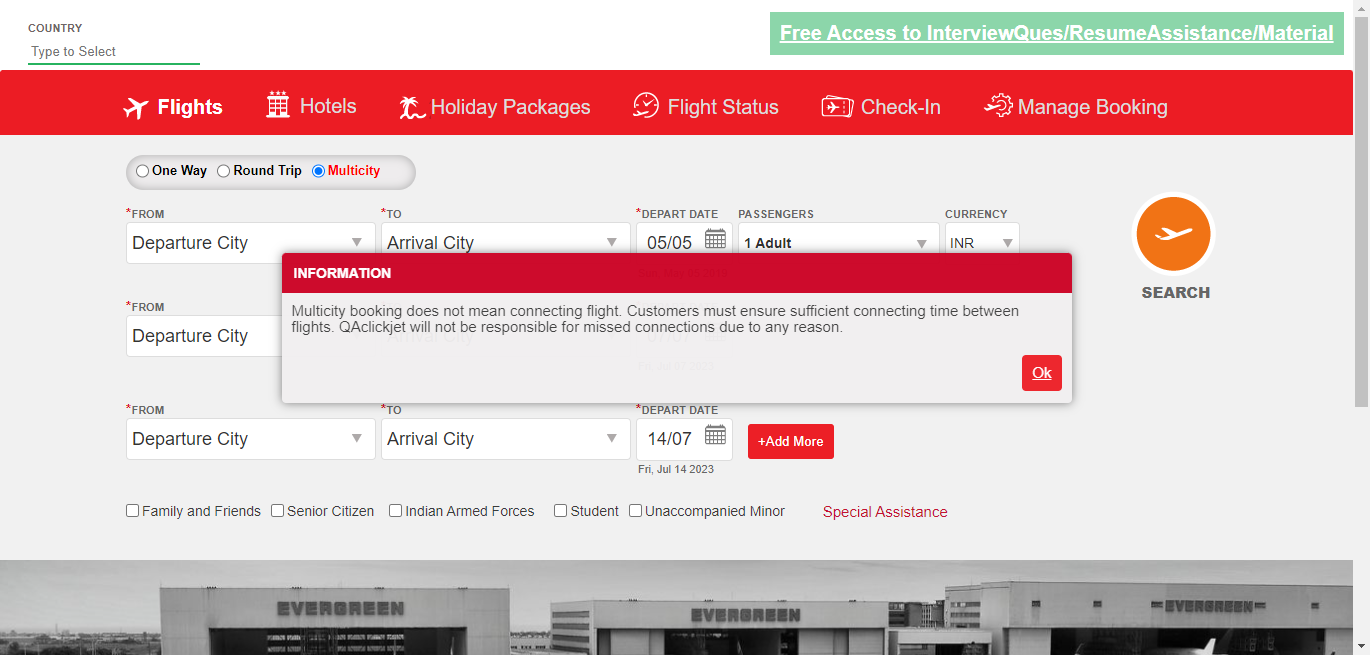 COUNTRY
Type to Select
Free Access to InterviewQues/ResumeAssistance/Material
Flights Hotels Holiday Packages Flight Status Check-In Manage Booking
One Way Round Trip Multicity
*FROM *TO *DEPART DATE PASSENGERS CURRENCY
Departure City Arrival City 05/05 1 Adult INR
SEARCH
INFORMATION
Multicity booking does not mean connecting flight. Customers must ensure sufficient connecting time between
flights. QAclickjet will not be responsible for missed connections due to any reason.
Ok
*FROM
Departure City Arrival City 07/07
*FROM *TO *DEPART DATE
Departure City Arrival City 14/07 +Add More
Fri, Jul 14 2023
Family and Friends Senior Citizen Indian Armed Forces Student Unaccompanied Minor Special Assistance
EVERGREEN EVERGREEN EVERGREEN